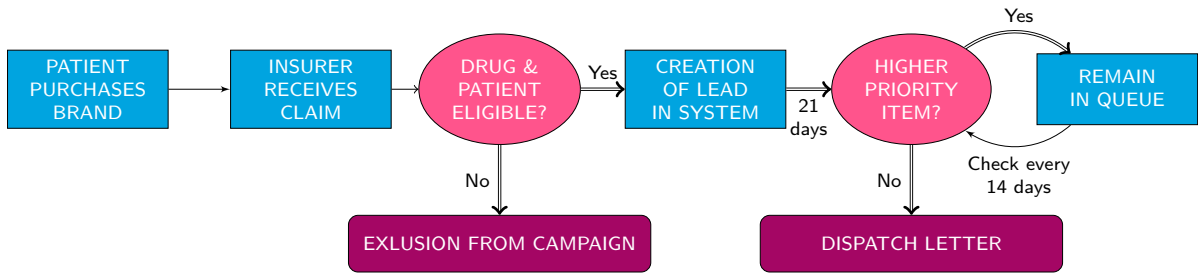 PATIENT
PURCHASES
BRAND
INSURER
RECEIVES
CLAIM
DRUG &
PATIENT
ELIGIBLE?
Yes
CREATION
OF LEAD
IN SYSTEM
21
days
HIGHER
PRIORITY
ITEM?
Yes
REMAIN
IN QUEUE
Check every
14 days
No
EXLUSION FROM CAMPAIGN
No
DISPATCH LETTER